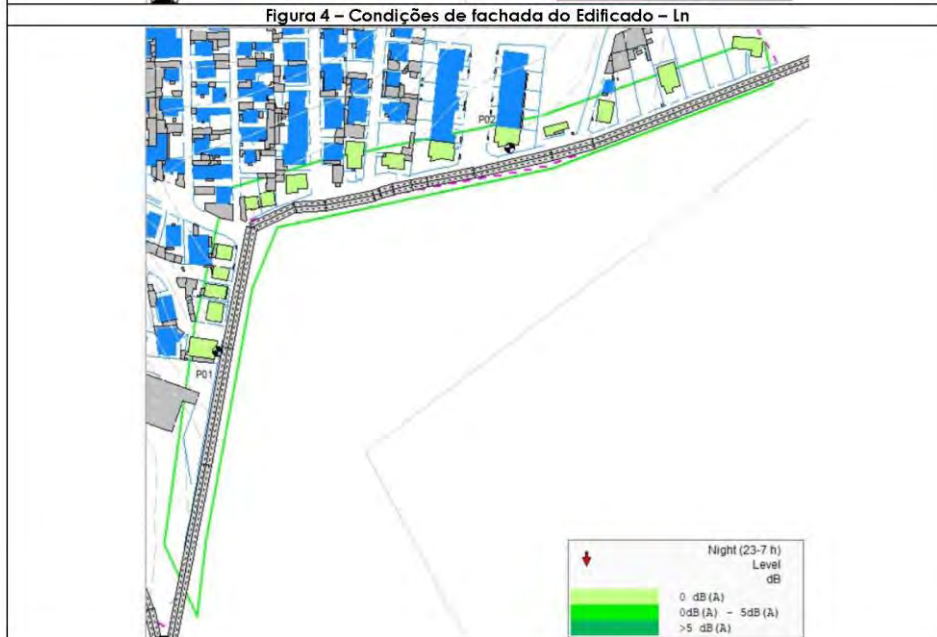 Figura 4 – Condições de fachada do Edificado – Ln
P02
P01
Night (23-7 h)
Level
dB
0 dB(A)
0dB(A) - 5dB(A)
>5 dB(A)